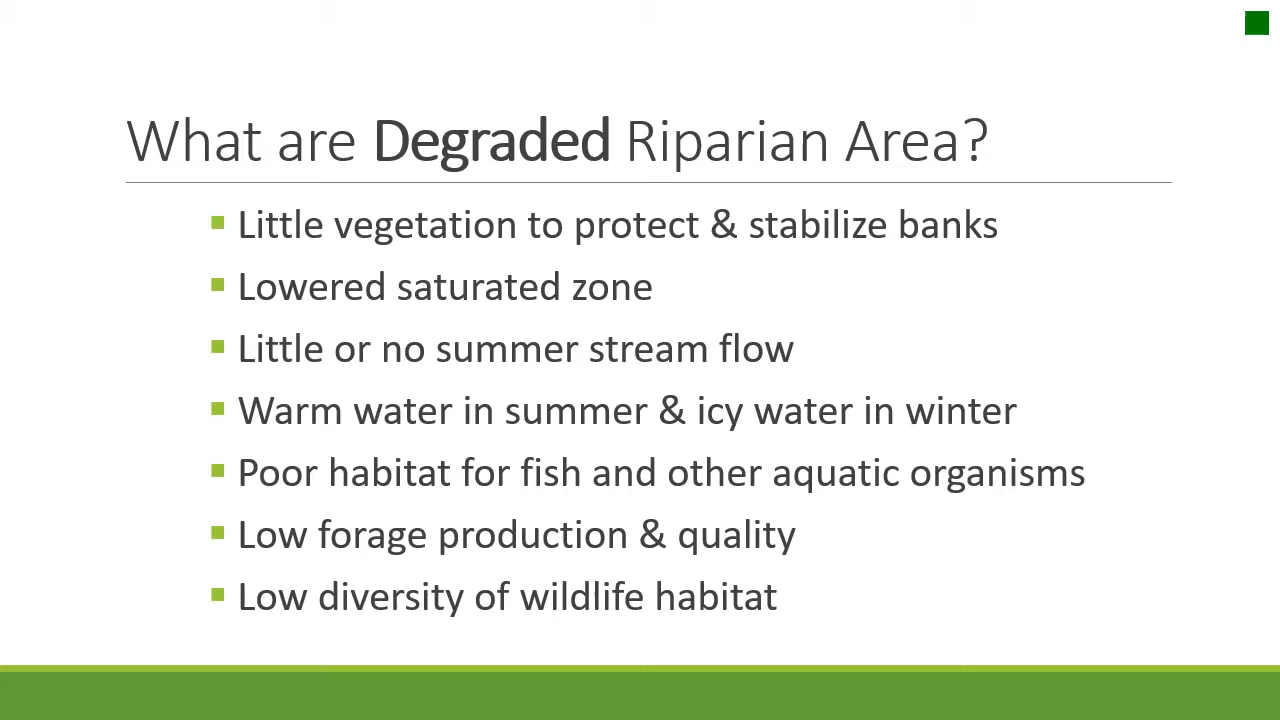 What are Degraded Riparian Area?
Little vegetation to protect & stabilize banks
Lowered saturated zone
Little or no summer stream flow
Warm water in summer & icy water in winter
Poor habitat for fish and other aquatic organisms
Low forage production & quality
Low diversity of wildlife habitat